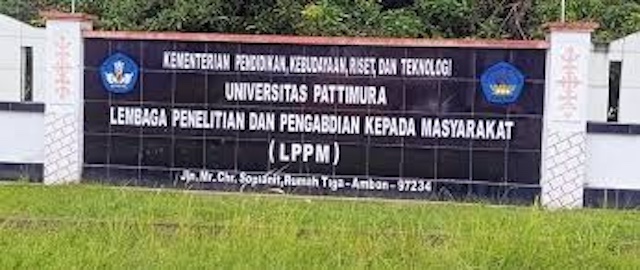 KEMENTERIAN PENDIDIKAN, KEBUDAYAAN, RISET, DAN TEKNOLOGI
UNIVERSITAS PATTIMURA
LEMBAGA PENELITIAN DAN PENGABDIAN KEPADA MASYARAKAT
(LPPM)
Jln. Mr. Chr. Soplanit, Rumah Tiga - Ambon - 97234